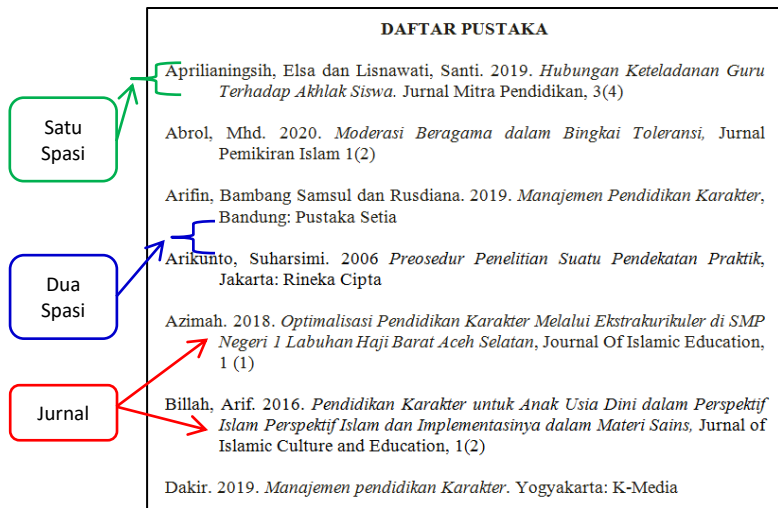 DAFTAR PUSTAKA
Aprilianingsih, Elsa dan Lisnawati, Santi. 2019. Hubungan Keteladanan Guru
Terhadap Akhlak Siswa. Jurnal Mitra Pendidikan, 3(4)
Satu
Spasi
Abrol, Mhd. 2020. Moderasi Beragama dalam Bingkai Toleransi, Jurnal
Pemikiran Islam 1(2)
Arifin, Bambang Samsul dan Rusdiana. 2019. Manajemen Pendidikan Karakter,
Bandung: Pustaka Setia
Dua
Spasi
Arikunto, Suharsimi. 2006 Preosedur Penelitian Suatu Pendekatan Praktik,
Jakarta: Rineka Cipta
Azimah. 2018. Optimalisasi Pendidikan Karakter Melalui Ekstrakurikuler di SMP
Negeri 1 Labuhan Haji Barat Aceh Selatan, Journal Of Islamic Education,
1 (1)
Jurnal
Billah, Arif. 2016. Pendidikan Karakter untuk Anak Usia Dini dalam Perspektif
Islam Perspektif Islam dan Implementasinya dalam Materi Sains, Jurnal of
Islamic Culture and Education, 1(2)
Dakir. 2019. Manajemen pendidikan Karakter. Yogyakarta: K-Media